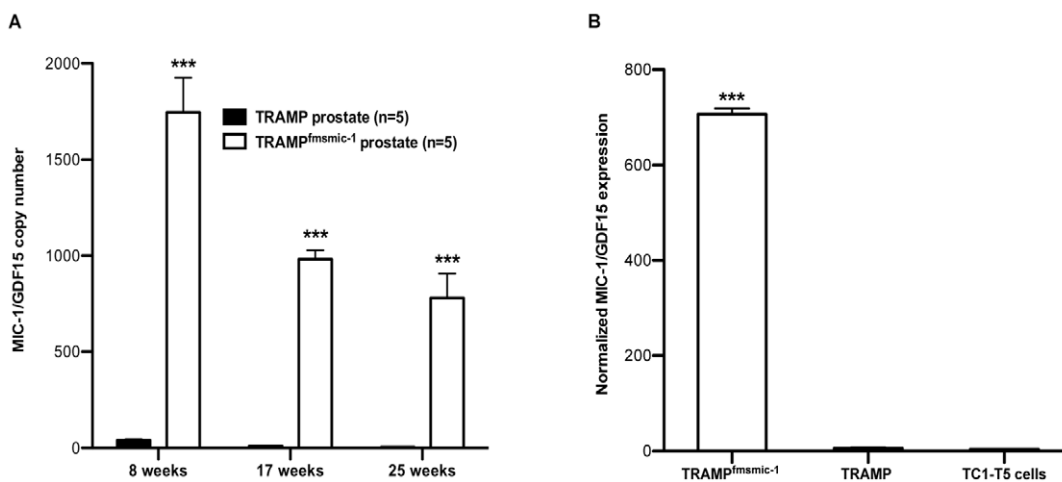 A
MIC-1/GDF15 copy number
2000
1500
1000
500
0
***
***
***
TRAMP prostate (n=5)
TRAMPfmsmic-1 prostate (n=5)
8 weeks
17 weeks
25 weeks
B
Normalized MIC-1/GDF15 expression
800
600
400
200
0
***
TRAMPfmsmic-1
TRAMP
TC1-T5 cells